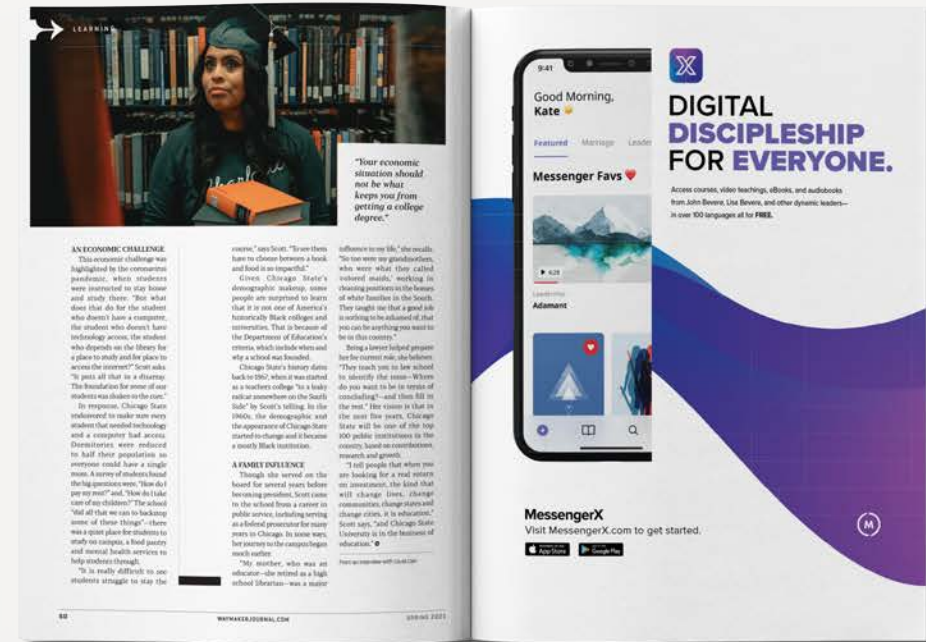 LEARNING
"Your economic
situation should
not be what
keeps you from
getting a college
degree."
AN ECONOMIC CHALLENGE
This economic challenge was
highlighted by the coronavirus
pandemic, when students
were instructed to stay home
and study there. "But what
does that do for the student
who doesn't have a computer,
the student who doesn't have
technology access, the student
who depends on the library for
a place to study and for place to
access the internet?" Scott asks.
"It puts all that in a disarray.
The foundation for some of our
students was shaken to the core."
In response, Chicago State
endeavored to make sure every
student that needed technology
and a computer had access.
Dormitories were reduced
to half their population so
everyone could have a single
room. A survey of students found
the big questions were, "How do I
pay my rent?" and, "How do I take
care of my children?" The school
"did all that we can to backstop
some of these things"—there
was a quiet place for students to
study on campus, a food pantry
and mental health services to
help students through.
"It is really difficult to see
students struggle to stay the
course," says Scott. "To see them
have to choose between a book
and food is so impactful."
Given Chicago State's
demographic makeup, some
people are surprised to learn
that it is not one of America's
historically Black colleges and
universities. That is because of
the Department of Education's
criteria, which include when and
why a school was founded.
Chicago State's history dates
back to 1867, when it was started
as a teachers college "in a leaky
railcar somewhere on the South
Side" by Scott's telling. In the
1960s, the demographic and
the appearance of Chicago State
started to change and it became
a mostly Black institution.
A FAMILY INFLUENCE
Though she served on the
board for several years before
becoming president, Scott came
to the school from a career in
public service, including serving
as a federal prosecutor for many
years in Chicago. In some ways,
her journey to the campus began
much earlier.
"My mother, who was an
educator—she retired as a high
school librarian—was a major
influence in my life," she recalls.
"So too were my grandmothers,
who were what they called
'colored maids,' working in
cleaning positions in the homes
of white families in the South.
They taught me that a good job
is nothing to be ashamed of, that
you can be anything you want to
be in this country."
Being a lawyer helped prepare
her for current role, she believes.
"They teach you in law school
to identify the issue—Where
do you want to be in terms of
concluding?—and then fill in
the rest." Her vision is that in
the next five years, Chicago
State will be one of the top
100 public institutions in the
country, based on contributions,
research and growth.
"I tell people that when you
are looking for a real return
on investment, the kind that
will change lives, change
communities, change states and
change cities, it is education,"
Scott says, "and Chicago State
University is in the business of
education."
From an interview with
60
WAYMAKERJOURNAL.COM
SPRING 2021
9:41
Good Morning,
Kate
Featured Marriage Leader
Messenger Favs
4:28
Leadership
Adamant
DIGITAL
DISCIPLESHIP
FOR EVERYONE.
Access courses, video teachings, eBooks, and audiobooks
from John Bevere, Lisa Bevere, and other dynamic leaders—
in over 100 languages all for FREE.
MessengerX
Visit MessengerX.com to get started.
App Store Google Play
M